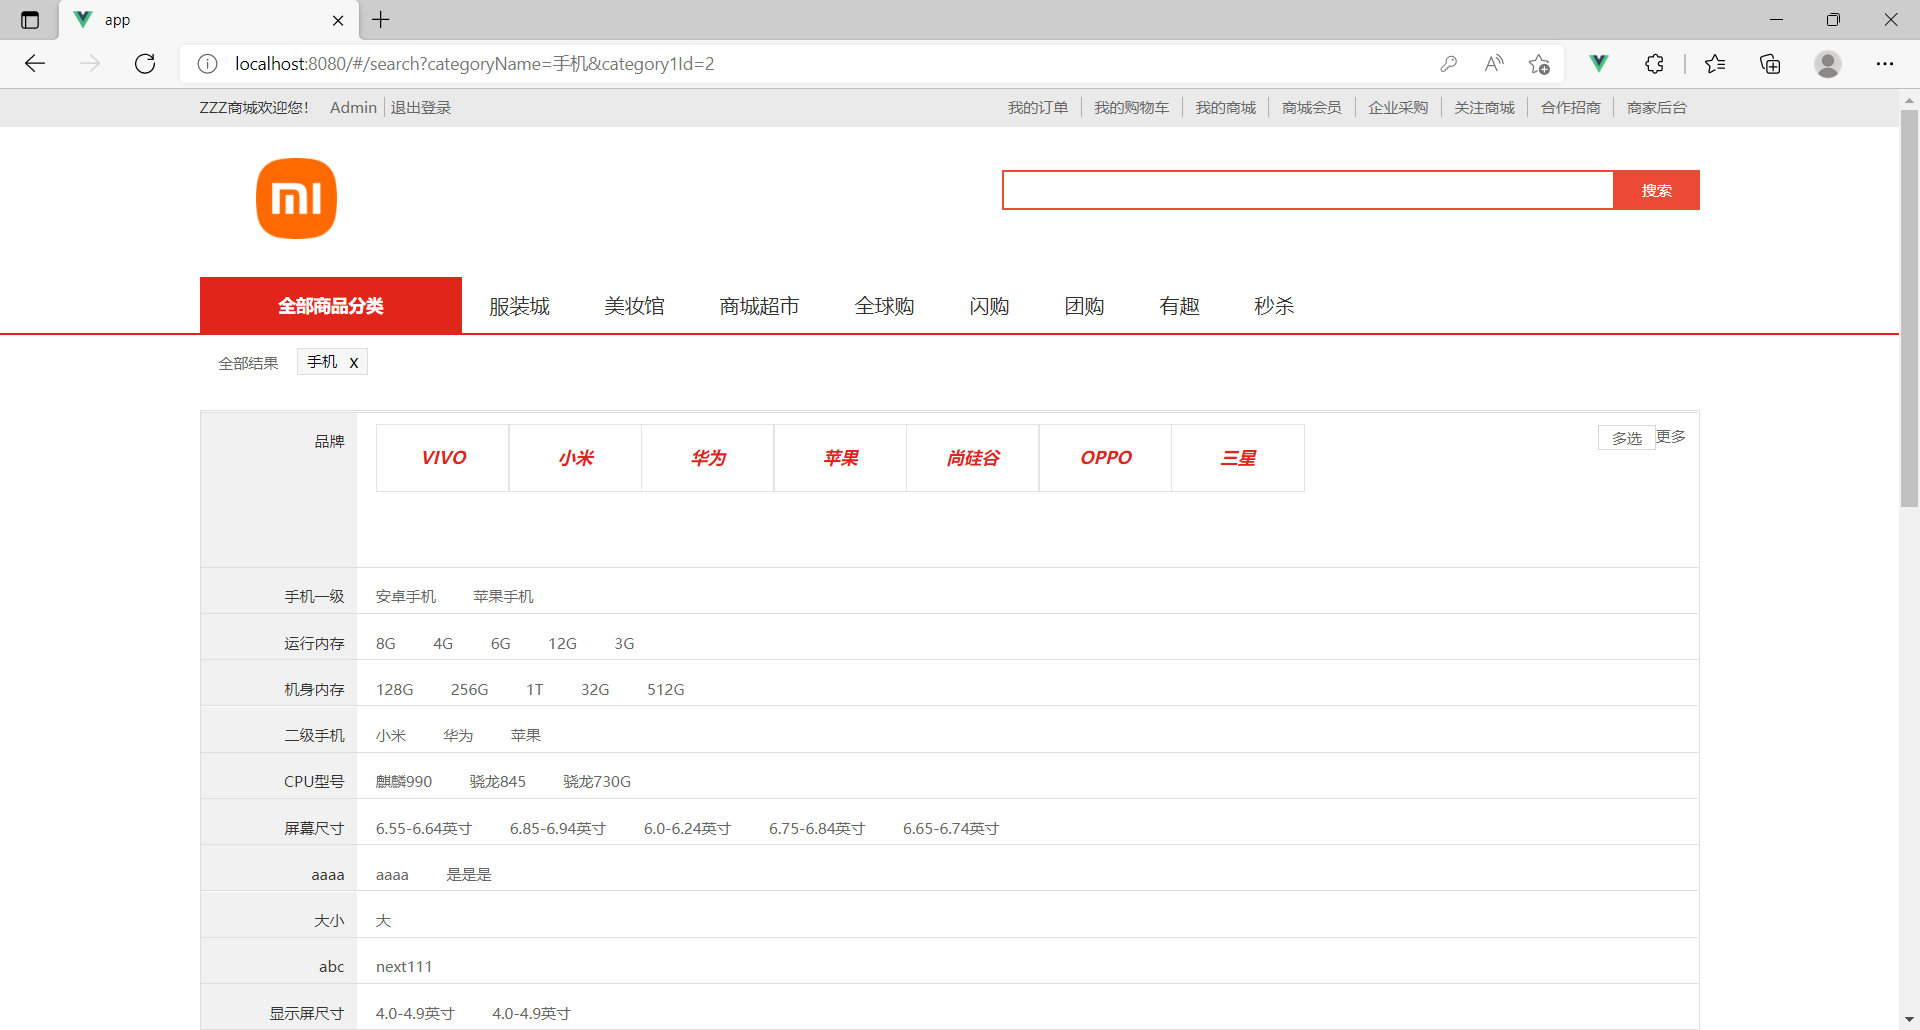 app
localhost:8080/#/search?categoryName=手机&category1Id=2
ZZZ商城欢迎您! Admin 退出登录 我的订单 我的购物车 我的商城 商城会员 企业采购 关注商城 合作招商 商家后台
mi
搜索
全部商品分类 服装城 美妆馆 商城超市 全球购 闪购 团购 有趣 秒杀
全部结果 手机 x
品牌 VIVO 小米 华为 苹果 尚硅谷 OPPO 三星 多选 更多
手机一级 安卓手机 苹果手机
运行内存 8G 4G 6G 12G 3G
机身内存 128G 256G 1T 32G 512G
二级手机 小米 华为 苹果
CPU型号 麒麟990 骁龙845 骁龙730G
屏幕尺寸 6.55-6.64英寸 6.85-6.94英寸 6.0-6.24英寸 6.75-6.84英寸 6.65-6.74英寸
aaaa aaaa 是是是
大小 大
abc next111
显示屏尺寸 4.0-4.9英寸 4.0-4.9英寸